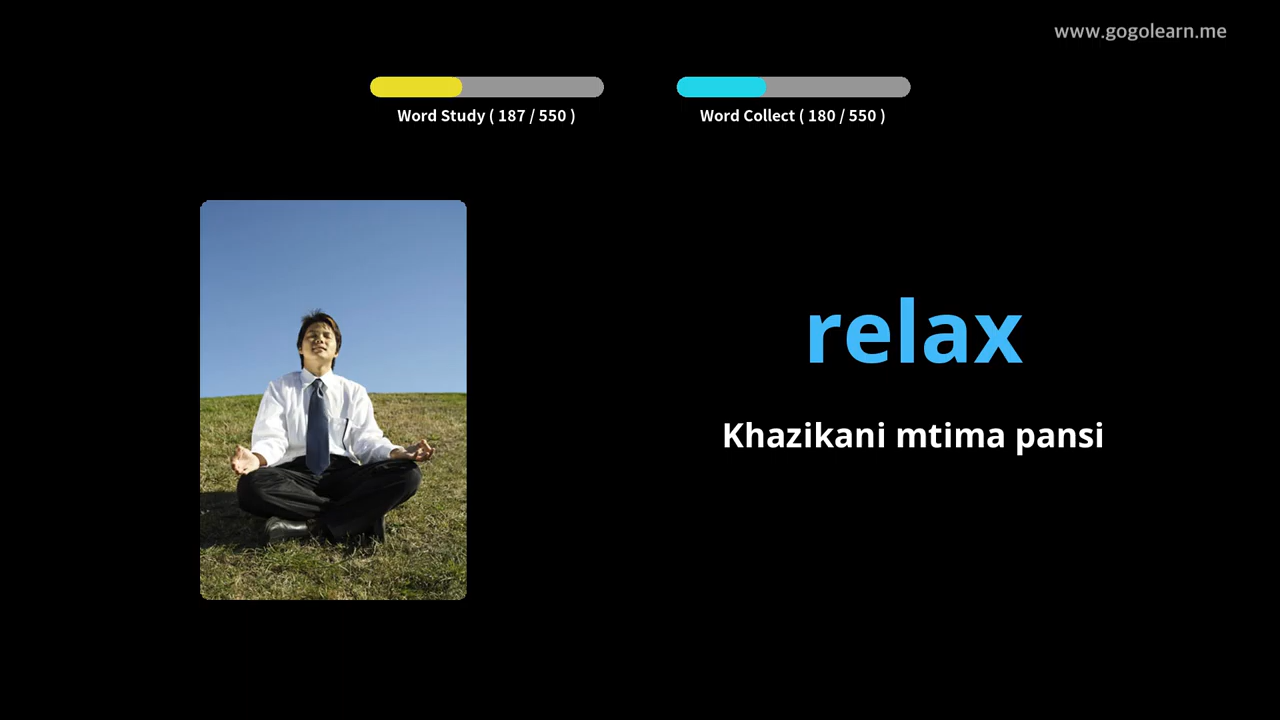 www.gogolearn.me
Word Study ( 187 / 550 )
Word Collect ( 180 / 550 )
relax
Khazikani mtima pansi